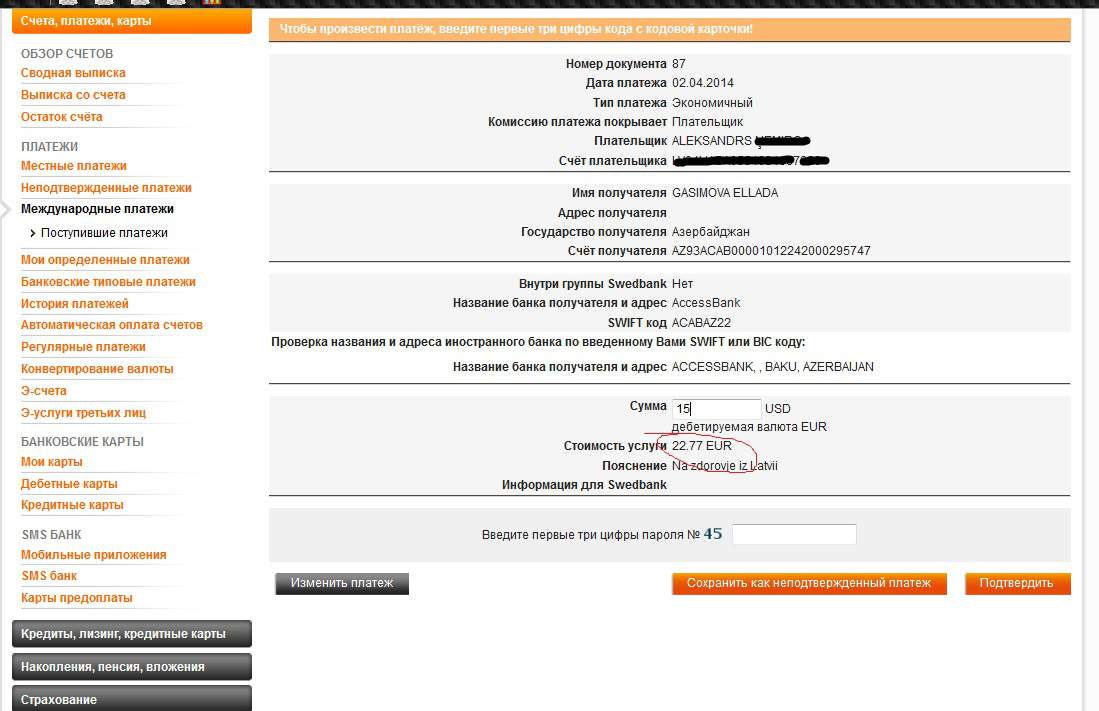 Счета, платежи, карты
ОБЗОР СЧЕТОВ
Сводная выписка
Выписка со счета
Остаток счёта
ПЛАТЕЖИ
Местные платежи
Неподтвержденные платежи
Международные платежи
Поступившие платежи
Мои определенные платежи
Банковские типовые платежи
История платежей
Автоматическая оплата счетов
Регулярные платежи
Конвертирование валюты
Э-счета
Э-услуги третьих лиц
БАНКОВСКИЕ КАРТЫ
Мои карты
Дебетные карты
Кредитные карты
SMS БАНК
Мобильные приложения
SMS банк
Карты предоплаты
Кредиты, лизинг, кредитные карты
Накопления, пенсия, вложения
Страхование
Чтобы произвести платёж, введите первые три цифры кода с кодовой карточки!
Номер документа 87
Дата платежа 02.04.2014
Тип платежа Экономичный
Комиссию платежа покрывает Плательщик
Плательщик ALEKSANDRS
Счёт плательщика
Имя получателя GASIMOVA ELLADA
Адрес получателя
Государство получателя Азербайджан
Счёт получателя AZ93ACAB00001012242000295747
Внутри группы Swedbank Нет
Название банка получателя и адрес AccessBank
SWIFT код ACABAZ22
Проверка названия и адреса иностранного банка по введенному Вами SWIFT или BIC коду:
Название банка получателя и адрес ACCESSBANK, , BAKU, AZERBAIJAN
Сумма 15 USD
дебетируемая валюта EUR
Стоимость услуги 22.77 EUR
Пояснение Na zdorovje iz Latvii
Информация для Swedbank
Введите первые три цифры пароля № 45
Изменить платеж
Сохранить как неподтвержденный платеж
Подтвердить